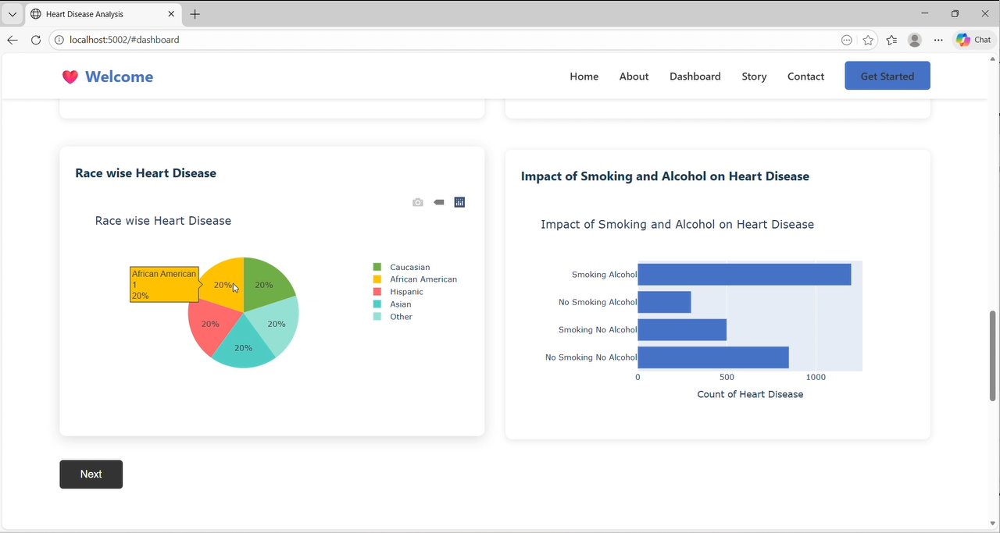 Heart Disease Analysis
localhost:5002/#dashboard
Chat
Welcome
Home About Dashboard Story Contact Get Started
Race wise Heart Disease
Race wise Heart Disease
African American
1
20%
20%
20%
20%
20%
20%
Caucasian
African American
Hispanic
Asian
Other
Impact of Smoking and Alcohol on Heart Disease
Impact of Smoking and Alcohol on Heart Disease
Smoking Alcohol
No Smoking Alcohol
Smoking No Alcohol
No Smoking No Alcohol
0 500 1000
Count of Heart Disease
Next